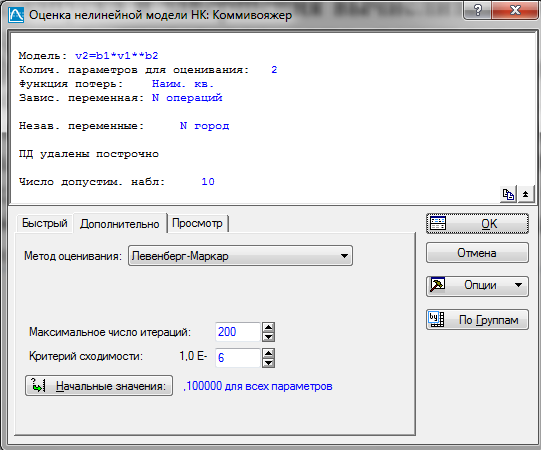 Оценка нелинейной модели НК: Коммивояжер
Модель: v2=b1*v1**b2
Колич. параметров для оценивания: 2
Функция потерь: Наим. кв.
Завис. переменная: N операций
Незав. переменные: N город
ПД удалены построчно
Число допустим. набл: 10
Быстрый Дополнительно Просмотр
Метод оценивания: Левенберг-Маркар
Максимальное число итераций: 200
Критерий сходимости: 1,0 E- 6
Начальные значения: ,100000 для всех параметров
OK
Отмена
Опции
По Группам